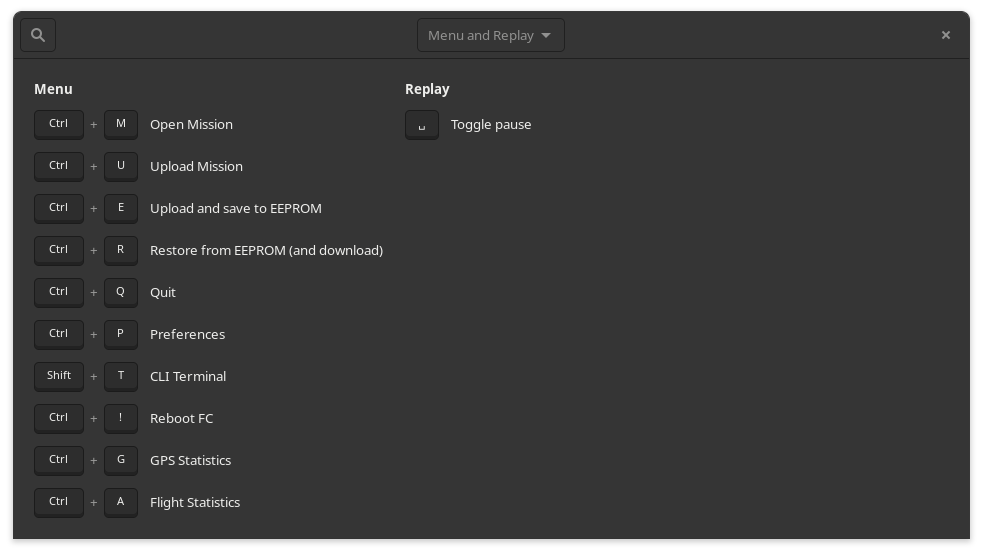 Menu and Replay
Menu
Ctrl + M Open Mission
Ctrl + U Upload Mission
Ctrl + E Upload and save to EEPROM
Ctrl + R Restore from EEPROM (and download)
Ctrl + Q Quit
Ctrl + P Preferences
Shift + T CLI Terminal
Ctrl + ! Reboot FC
Ctrl + G GPS Statistics
Ctrl + A Flight Statistics
Replay
␣ Toggle pause